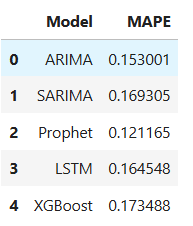 Model MAPE
0 ARIMA 0.153001
1 SARIMA 0.169305
2 Prophet 0.121165
3 LSTM 0.164548
4 XGBoost 0.173488